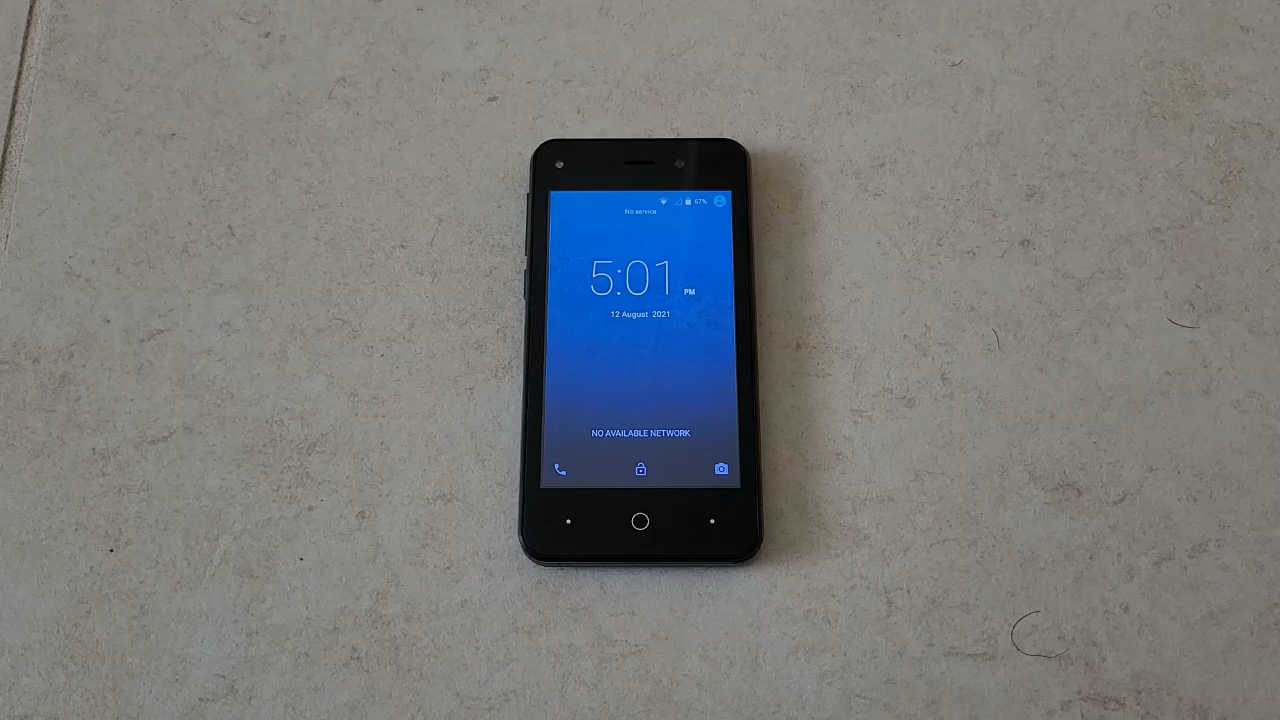 67%
No service
5:01 PM
12 August 2021
NO AVAILABLE NETWORK